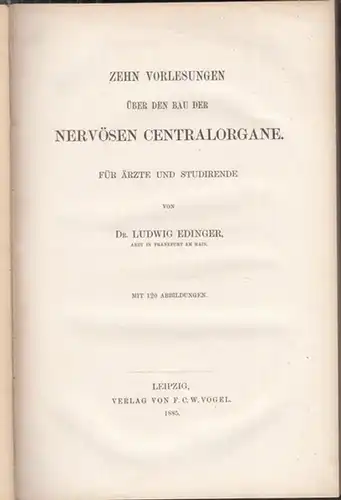 ZEHN VORLESUNGEN
ÜBER DEN BAU DER
NERVÖSEN CENTRALORGANE.
FÜR ÄRZTE UND STUDIRENDE
VON
DR. LUDWIG EDINGER,
ARZT IN FRANKFURT AM MAIN.
MIT 120 ABBILDUNGEN.
LEIPZIG,
VERLAG VON F. C. W. VOGEL.
1885.